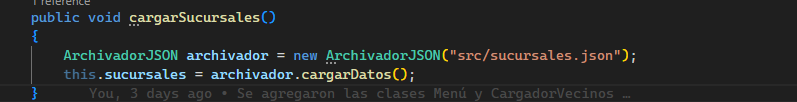 1 reference
public void cargarSucursales()
{
ArchivadorJSON archivador = new ArchivadorJSON("src/sucursales.json");
this.sucursales = archivador.cargarDatos();
} You, 3 days ago • Se agregaron las clases Menú y CargadorVecinos …